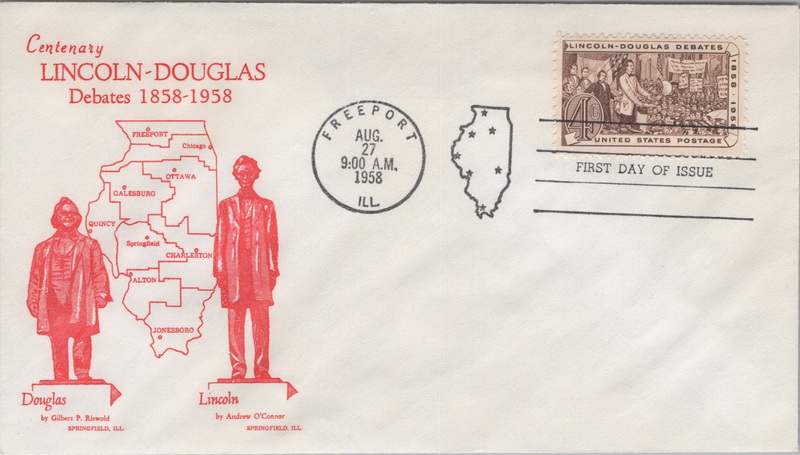 Centenary
LINCOLN-DOUGLAS
Debates 1858-1958
FREEPORT
Chicago
OTTAWA
GALESBURG
QUINCY
Springfield
CHARLESTON
ALTON
JONESBORO
Douglas
by Gilbert P. Riswold
SPRINGFIELD, ILL.
Lincoln
by Andrew O'Connor
SPRINGFIELD, ILL.
FREEPORT
AUG.
27
9:00 A.M.
1958
ILL.
LINCOLN-DOUGLAS DEBATES
1858-1958
4¢
UNITED STATES POSTAGE
FIRST DAY OF ISSUE